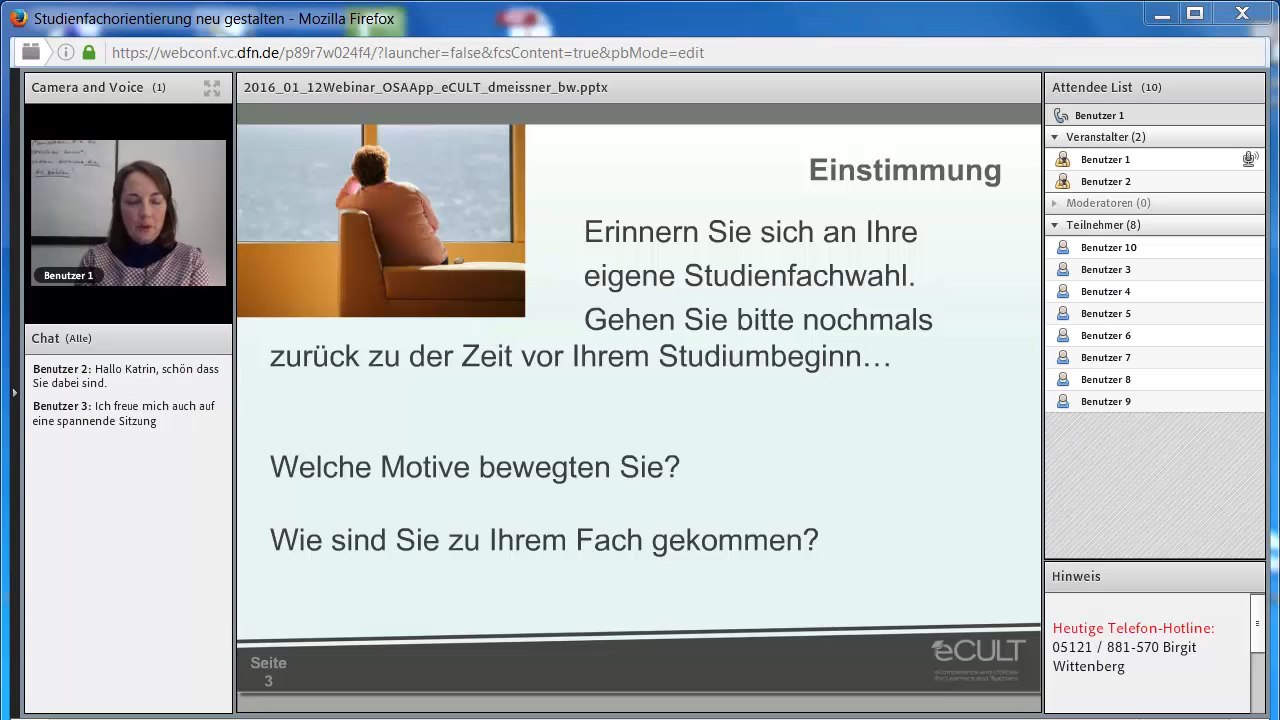 Studienfachorientierung neu gestalten - Mozilla Firefox
https://webconf.vc.dfn.de/p89r7w024f4/?launcher=false&fcsContent=true&pbMode=edit
Camera and Voice (1)
Benutzer 1
Chat (Alle)
Benutzer 2: Hallo Katrin, schön dass
Sie dabei sind.
Benutzer 3: Ich freue mich auch auf
eine spannende Sitzung
2016_01_12Webinar_OSAApp_eCULT_dmeissner_bw.pptx
Einstimmung
Erinnern Sie sich an Ihre
eigene Studienfachwahl.
Gehen Sie bitte nochmals
zurück zu der Zeit vor Ihrem Studiumbeginn…
Welche Motive bewegten Sie?
Wie sind Sie zu Ihrem Fach gekommen?
Seite
3
eCULT
Attendee List (10)
Benutzer 1
Veranstalter (2)
Benutzer 1
Benutzer 2
Moderatoren (0)
Teilnehmer (8)
Benutzer 10
Benutzer 3
Benutzer 4
Benutzer 5
Benutzer 6
Benutzer 7
Benutzer 8
Benutzer 9
Hinweis
Heutige Telefon-Hotline:
05121 / 881-570 Birgit
Wittenberg